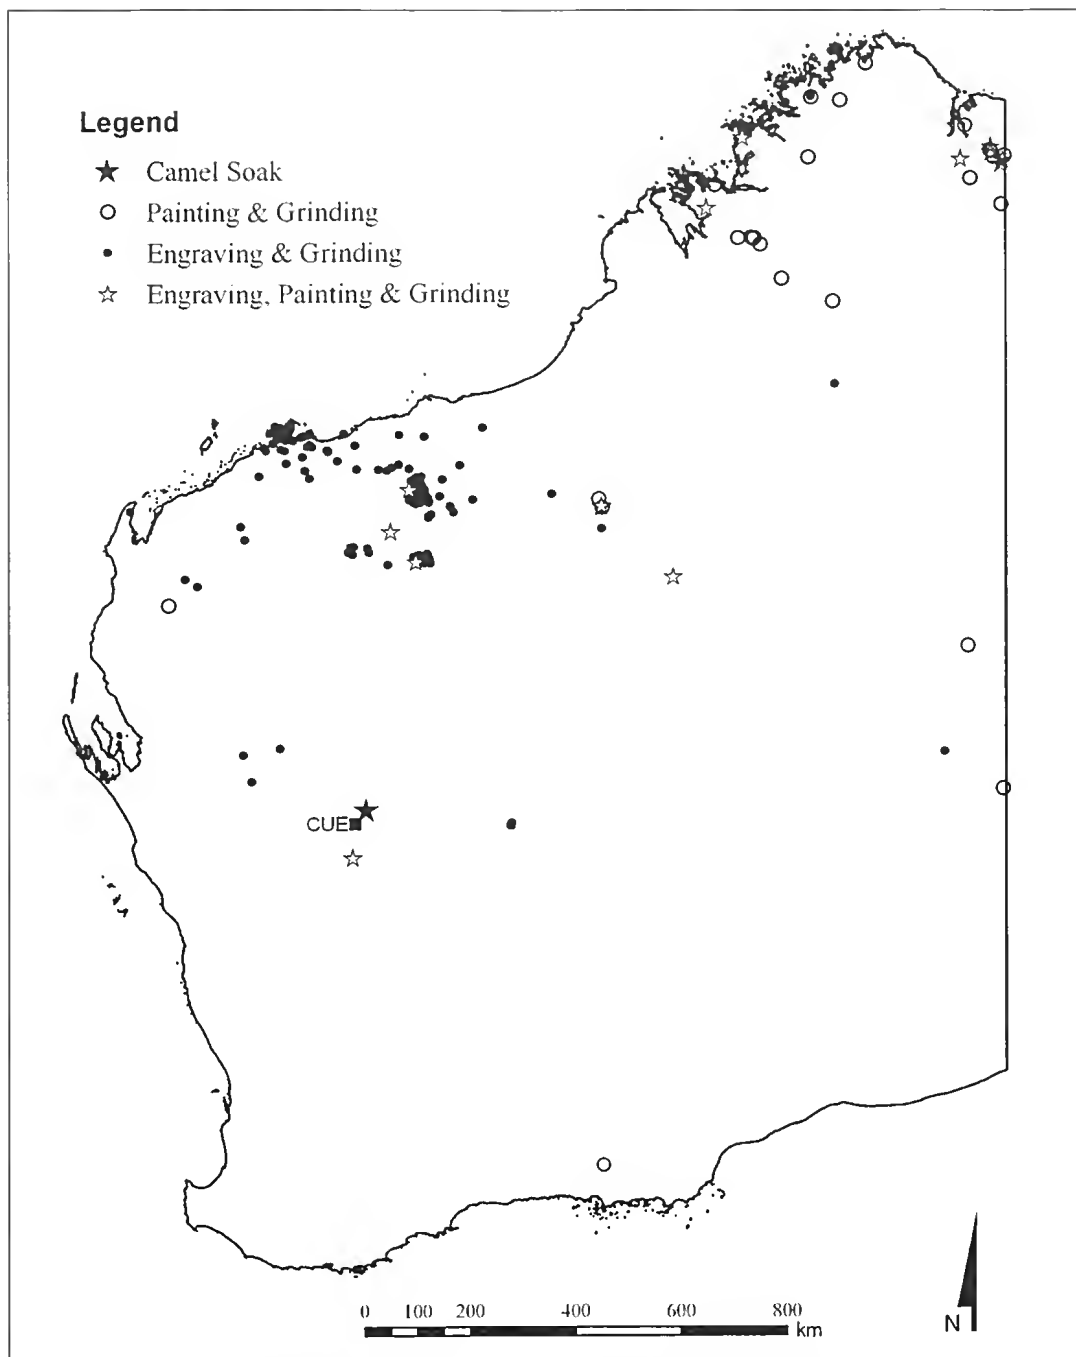 Legend
Camel Soak
Painting & Grinding
Engraving & Grinding
Engraving, Painting & Grinding
CUE
0 100 200 400 600 800
km
N